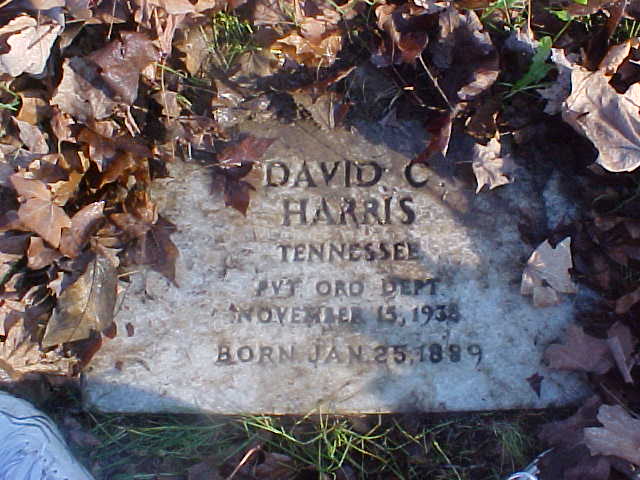 DAVID C.
HARRIS
TENNESSEE
PVT ORD DEPT
NOVEMBER 15, 1938
BORN JAN. 25, 1889